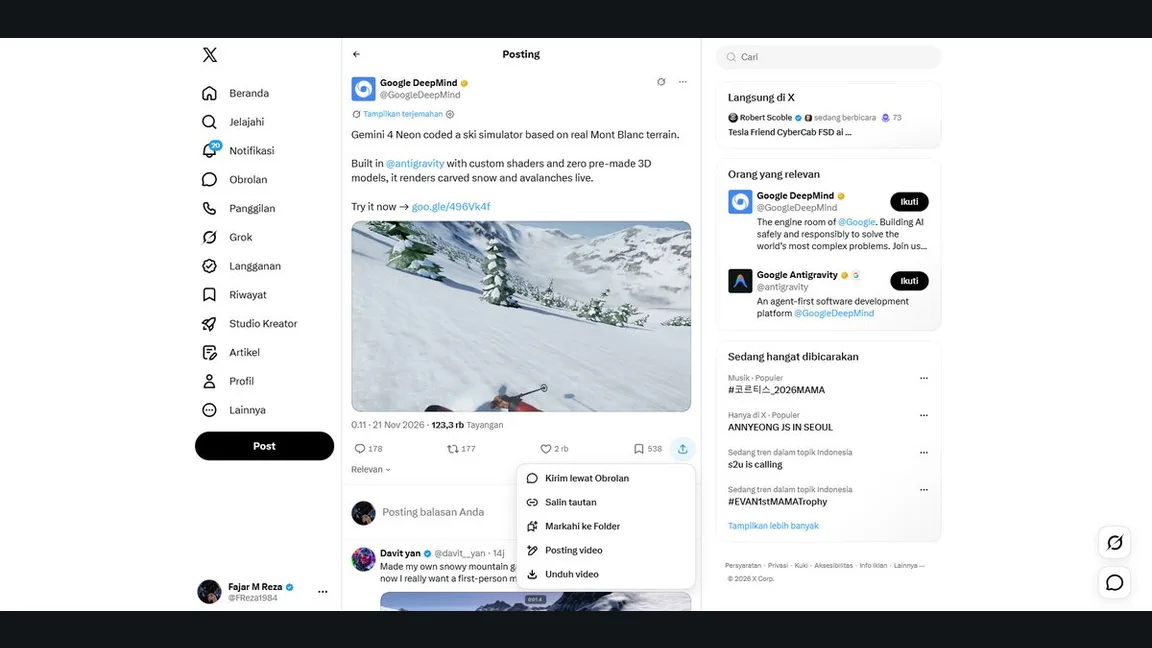 Beranda
Jelajahi
20
Notifikasi
Obrolan
Panggilan
Grok
Langganan
Riwayat
Studio Kreator
Artikel
Profil
Lainnya
Post
Fajar M Reza
@FReza1984
Posting
Google DeepMind
@GoogleDeepMind
Tampilkan terjemahan
Gemini 4 Neon coded a ski simulator based on real Mont Blanc terrain.
Built in @antigravity with custom shaders and zero pre-made 3D
models, it renders carved snow and avalanches live.
Try it now → goo.gle/496Vk4f
0.11 · 21 Nov 2026 · 123,3 rb Tayangan
178 177 2 rb 538
Relevan
Kirim lewat Obrolan
Salin tautan
Markahi ke Folder
Posting video
Unduh video
Posting balasan Anda
Davit yan @davit__yan · 14j
Made my own snowy mountain ga
now I really want a first-person m
Cari
Langsung di X
Robert Scoble sedang berbicara 73
Tesla Friend CyberCab FSD ai ...
Orang yang relevan
Google DeepMind
@GoogleDeepMind
Ikuti
The engine room of @Google. Building AI
safely and responsibly to solve the
world's most complex problems. Join us...
Google Antigravity
@antigravity
Ikuti
An agent-first software development
platform @GoogleDeepMind
Sedang hangat dibicarakan
Musik · Populer
#코르티스_2026MAMA
Hanya di X · Populer
ANNYEONG JS IN SEOUL
Sedang tren dalam topik Indonesia
s2u is calling
Sedang tren dalam topik Indonesia
#EVAN1stMAMATrophy
Tampilkan lebih banyak
Persyaratan · Privasi · Kuki · Aksesibilitas · Info iklan · Lainnya ...
© 2026 X Corp.